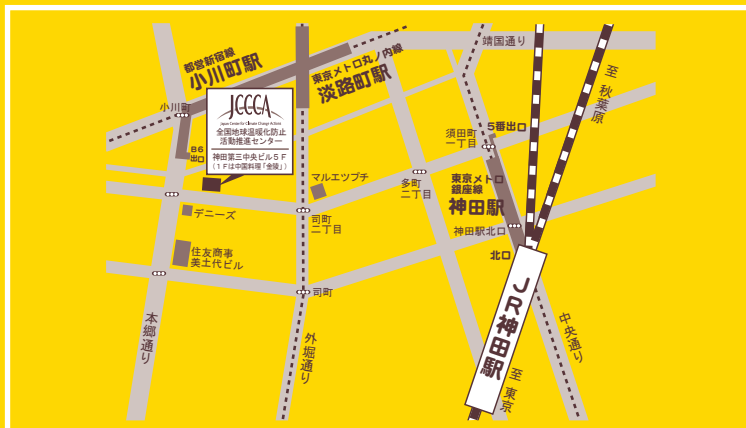 靖国通り
都営新宿線
小川町駅
東京メトロ丸ノ内線
淡路町駅
至 秋葉原
小川町
JCCCA
Japan Center for Climate Change Actions
全国地球温暖化防止
活動推進センター
神田第三中央ビル5F
(1Fは中国料理「金陵」)
B6
出口
5番出口
須田町
一丁目
マルエツプチ
多町
二丁目
東京メトロ
銀座線
神田駅
デニーズ
司町
二丁目
神田駅北口
北口
住友商事
美土代ビル
司町
JR神田駅
本郷通り
外堀通り
中央通り
至 東京